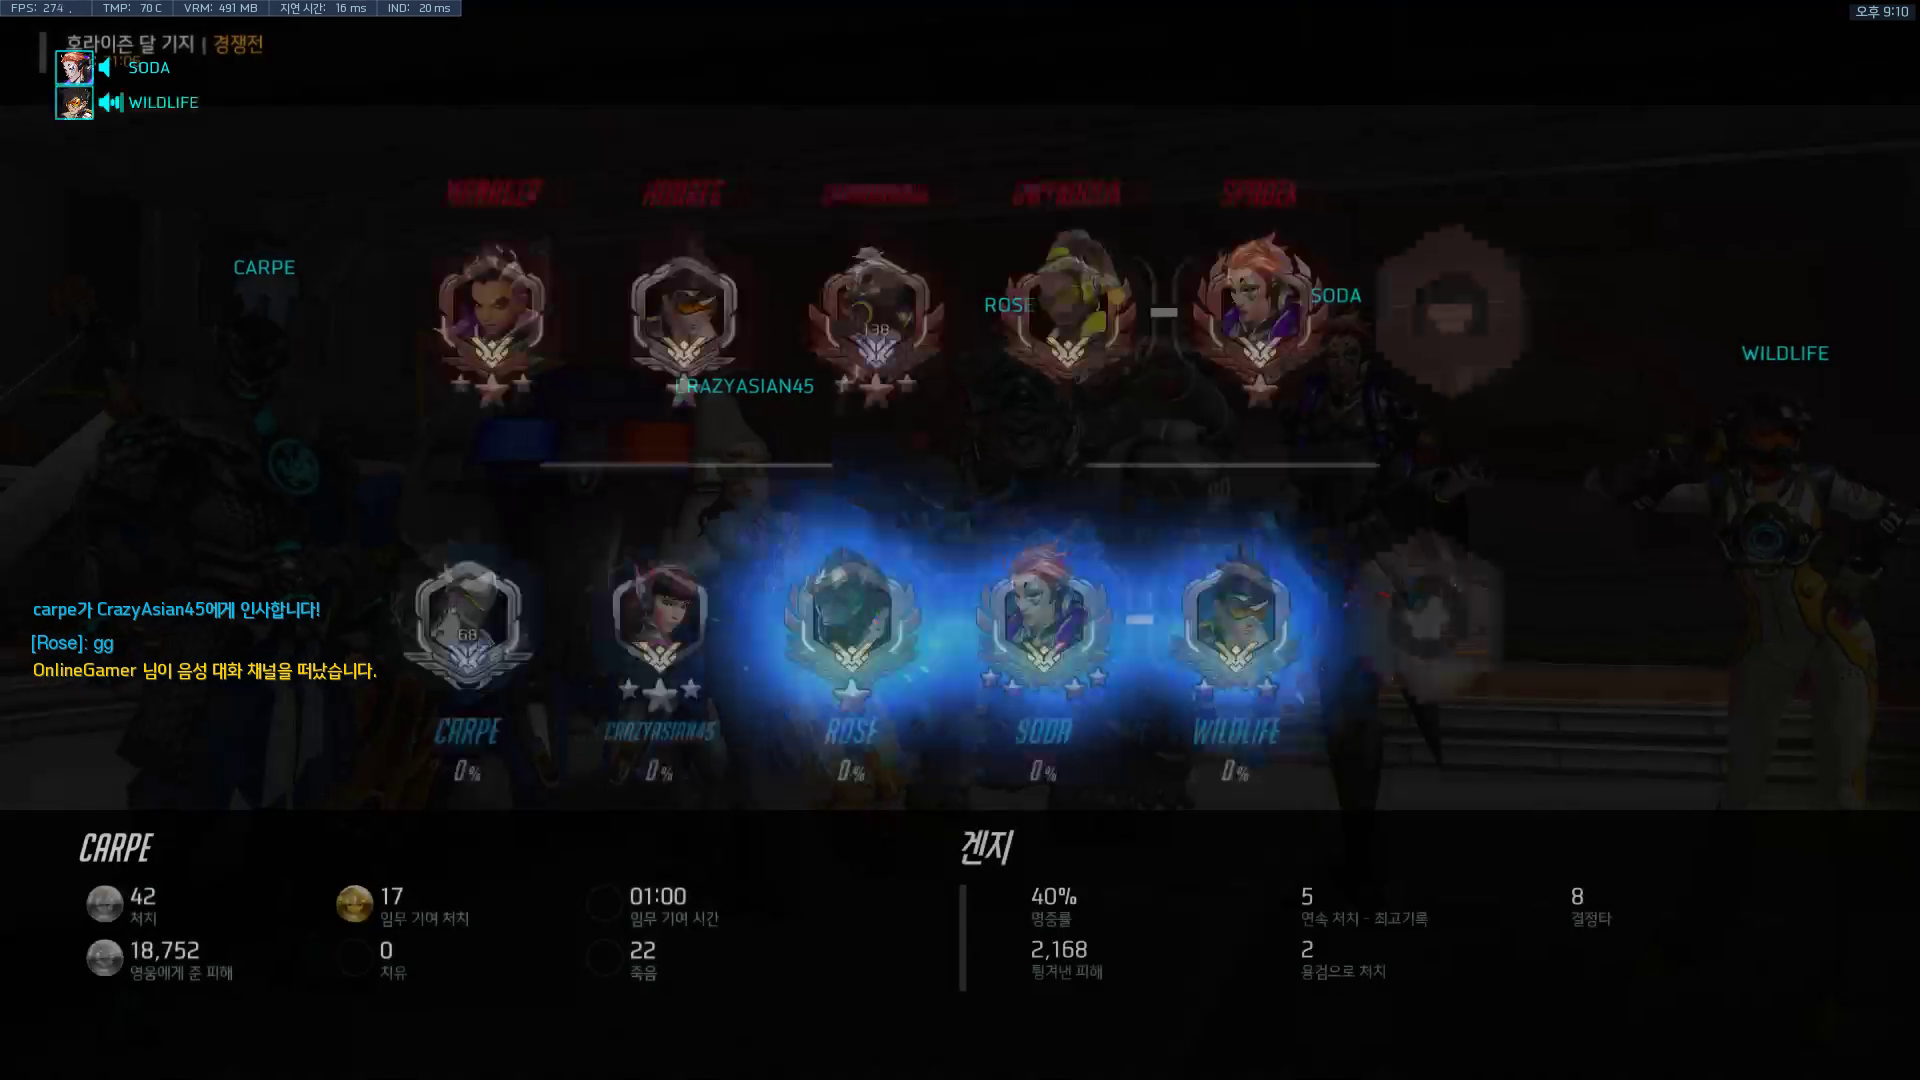 FPS: 274 . TMP: 70 C VRM: 491 MB 지연 시간: 16 ms IND: 20 ms
오후 9:10
호라이즌 달 기지 | 경쟁전
SODA
WILDLIFE
SPADEK
CARPE
SODA
ROSE
138
WILDLIFE
CRAZYASIAN45
carpe가 CrazyAsian45에게 인사합니다!
[Rose]: gg
OnlineGamer 님이 음성 대화 채널을 떠났습니다.
68
CARPE CRAZYASIAN45 ROSE SODA WILDLIFE
0% 0% 0% 0% 0%
CARPE
42
처치
17
임무 기여 처치
01:00
임무 기여 시간
18,752
영웅에게 준 피해
0
치유
22
죽음
겐지
40%
명중률
5
연속 처치 - 최고기록
8
결정타
2,168
튕겨낸 피해
2
용검으로 처치